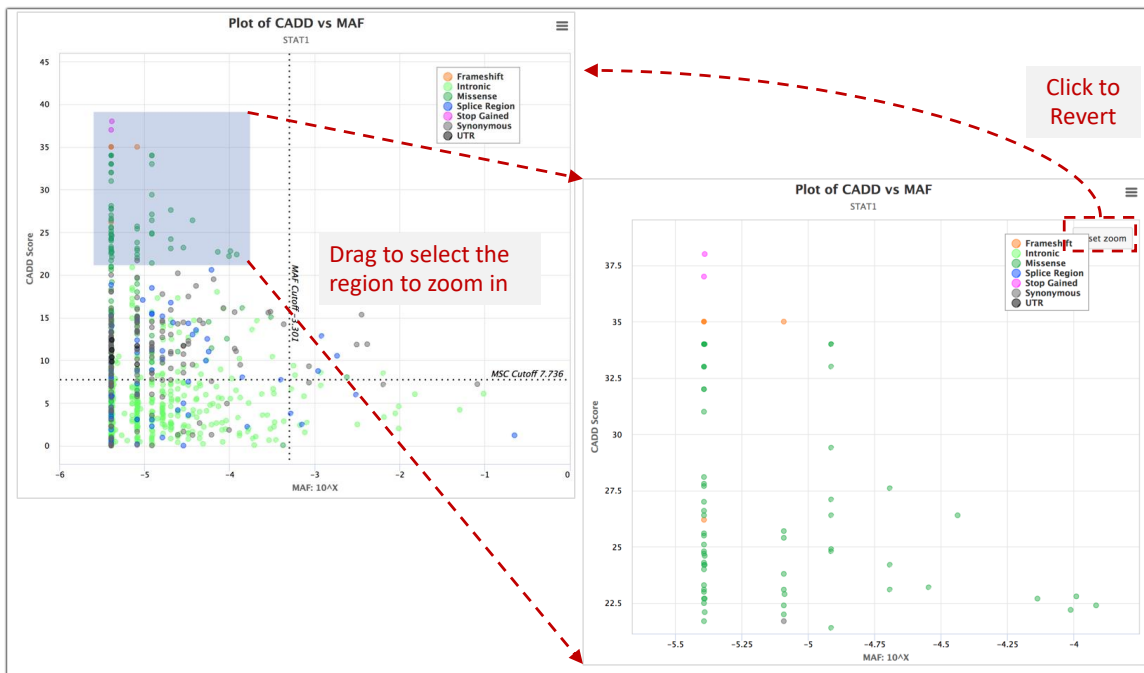 Plot of CADD vs MAF
STAT1
45
40
35
30
25
20
15
10
5
0
CADD Score
Frameshift
Intronic
Missense
Splice Region
Stop Gained
Synonymous
UTR
MAF Cutoff -3.301
MSC Cutoff 7.736
-6
-5
-4
-3
-2
-1
0
MAF: 10^X
Drag to select the
region to zoom in
Click to
Revert
Plot of CADD vs MAF
STAT1
set zoom
Frameshift
Intronic
Missense
Splice Region
Stop Gained
Synonymous
UTR
37.5
35
32.5
30
27.5
25
22.5
CADD Score
-5.5
-5.25
-5
-4.75
-4.5
-4.25
-4
MAF: 10^X